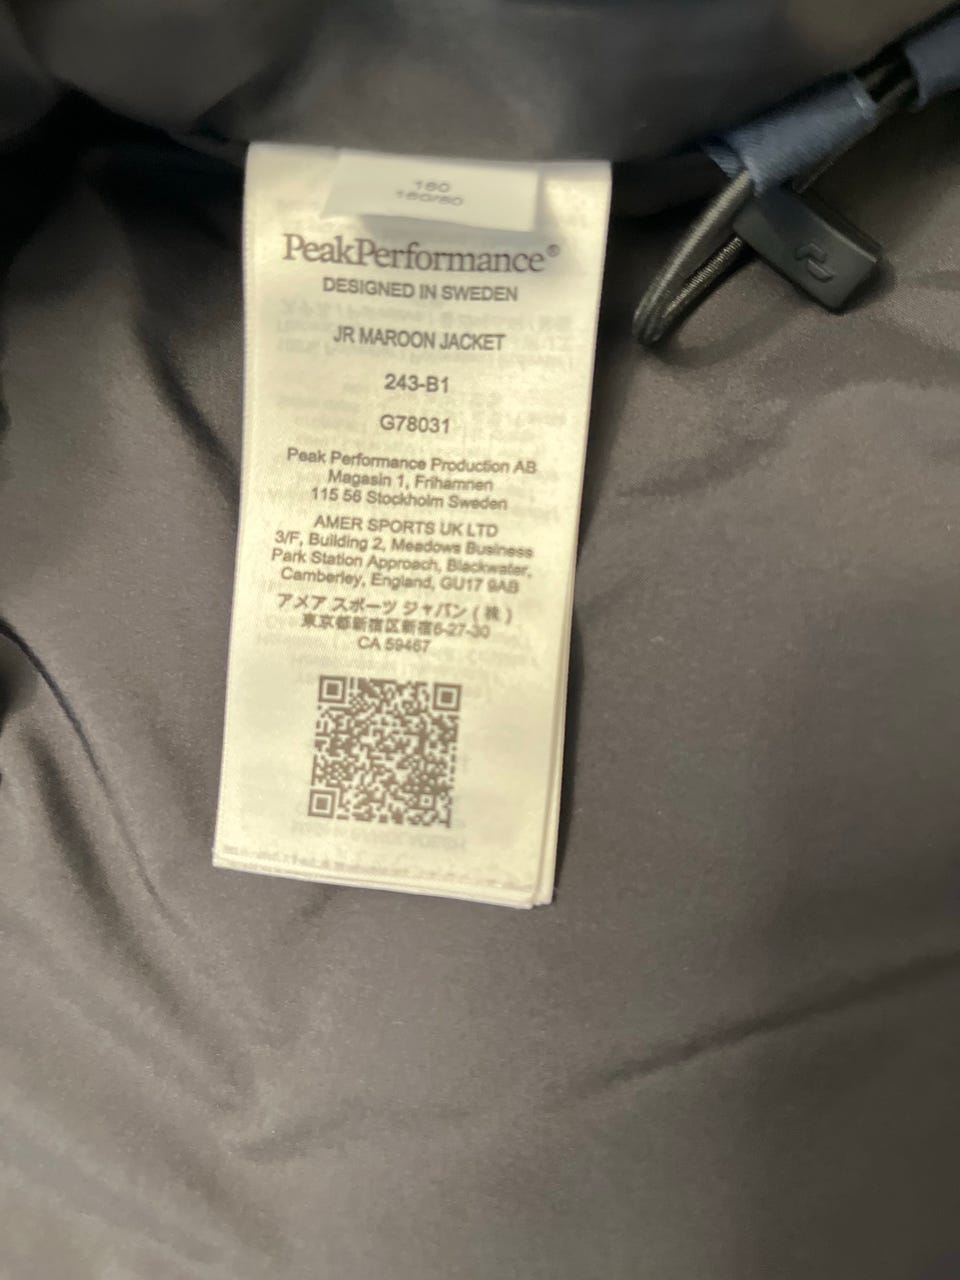 160
160/80
PeakPerformance®
DESIGNED IN SWEDEN
JR MAROON JACKET
243-B1
G78031
Peak Performance Production AB
Magasin 1, Frihamnen
115 56 Stockholm Sweden
AMER SPORTS UK LTD
3/F, Building 2, Meadows Business
Park Station Approach, Blackwater,
Camberley, England, GU17 9AB
アメア スポーツ ジャパン ( 株 )
東京都新宿区新宿6-27-30
CA 59467